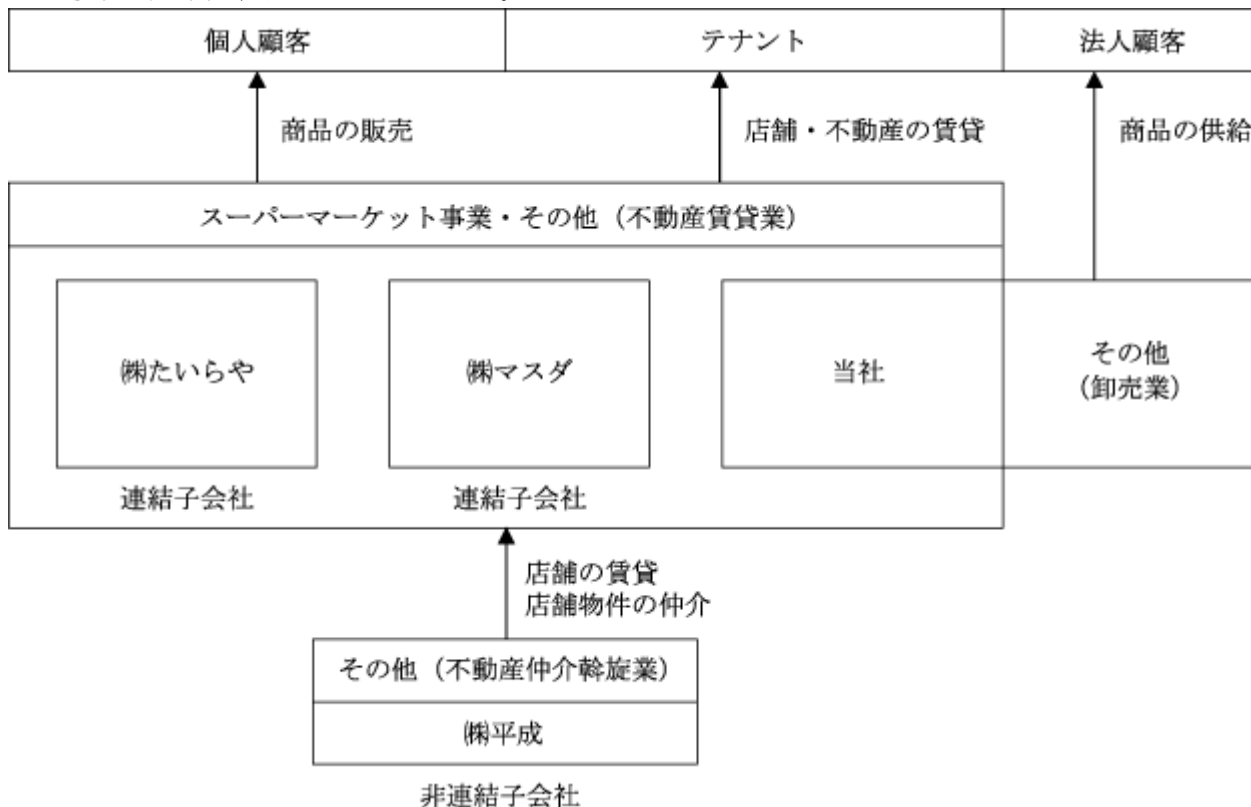 個人顧客
テナント
法人顧客
商品の販売
店舗・不動産の賃貸
商品の供給
スーパーマーケット事業・その他（不動産賃貸業）
㈱たいらや
㈱マスダ
当社
その他
（卸売業）
連結子会社
連結子会社
店舗の賃貸
店舗物件の仲介
その他（不動産仲介斡旋業）
㈱平成
非連結子会社